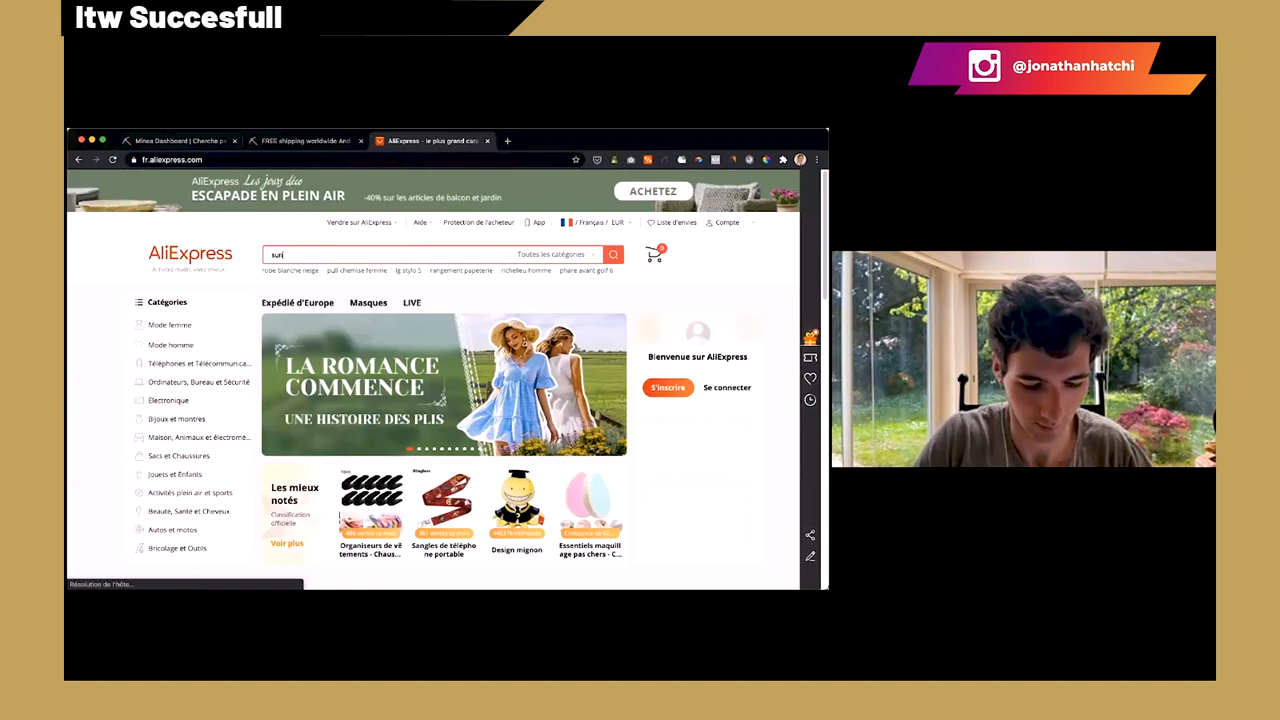 Itw Succesfull
@jonathanhatchi
Minea Dashboard | Cherche p
FREE shipping worldwide And
AliExpress - le plus grand cata
fr.aliexpress.com
AliExpress Les jours déco
ESCAPADE EN PLEIN AIR
-40% sur les articles de balcon et jardin
ACHETEZ
Vendre sur AliExpress
Aide
Protection de l'acheteur
App
/ Français / EUR
Liste d'envies
Compte
AliExpress
Achetez malin, vivez mieux
sun
Toutes les catégories
0
robe blanche neige
pull chemise femme
lg stylo 5
rangement papeterie
richelieu homme
phare avant golf 6
Catégories
Expédié d'Europe
Masques
LIVE
Mode femme
Mode homme
Téléphones et Télécommunica...
Ordinateurs, Bureau et Sécurité
Électronique
Bijoux et montres
Maison, Animaux et électromé...
Sacs et Chaussures
Jouets et Enfants
Activités plein air et sports
Beauté, Santé et Cheveux
Autos et motos
Bricolage et Outils
LA ROMANCE
COMMENCE
UNE HISTOIRE DES PLIS
Bienvenue sur AliExpress
S'inscrire
Se connecter
Les mieux
notés
Classification
officielle
Voir plus
Organiseurs de vê
tements - Chaus...
Sangles de télépho
ne portable
Design mignon
Essentiels maquill
age pas chers - C...
Résolution de l'hôte...